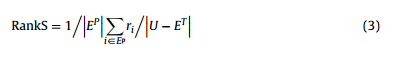 RankS = 1/|E^P| ∑_{i∈E^P} r_i/|U − E^T| (3)